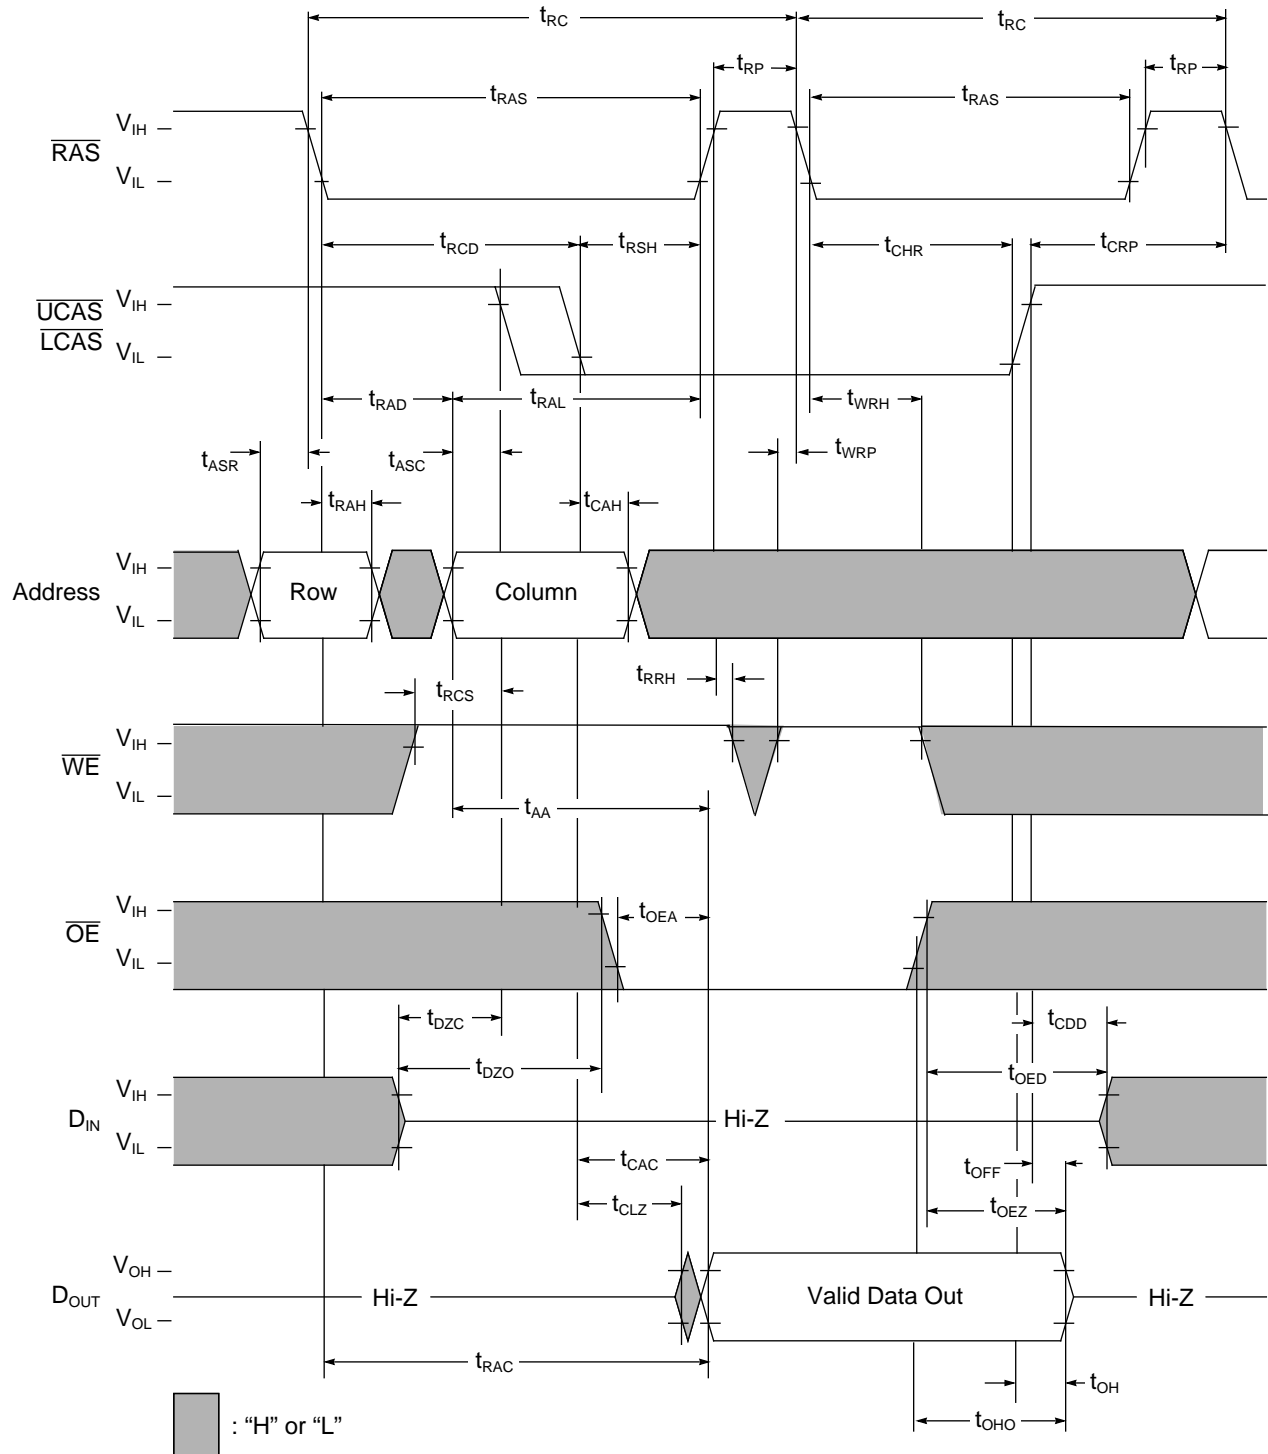 tRC tRC
tRP tRP
tRAS tRAS
RAS VIH
VIL
tRCD tRSH tCHR tCRP
UCAS VIH
LCAS VIL
tRAD tRAL tWRH
tASR tASC tWRP
tRAH tCAH
Address VIH
VIL
Row Column
tRCS tRRH
WE VIH
VIL
tAA
OE VIH
VIL
tOEA
tDZC tCDD
tDZO tOED
DIN VIH
VIL
Hi-Z
tCAC tOFF
tCLZ tOEZ
DOUT VOH
VOL
Hi-Z Valid Data Out Hi-Z
tRAC tOH
tOHO
: “H” or “L”